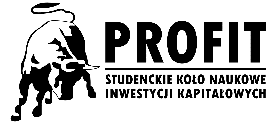 PROFIT
STUDENCKIE KOŁO NAUKOWE
INWESTYCJI KAPITAŁOWYCH